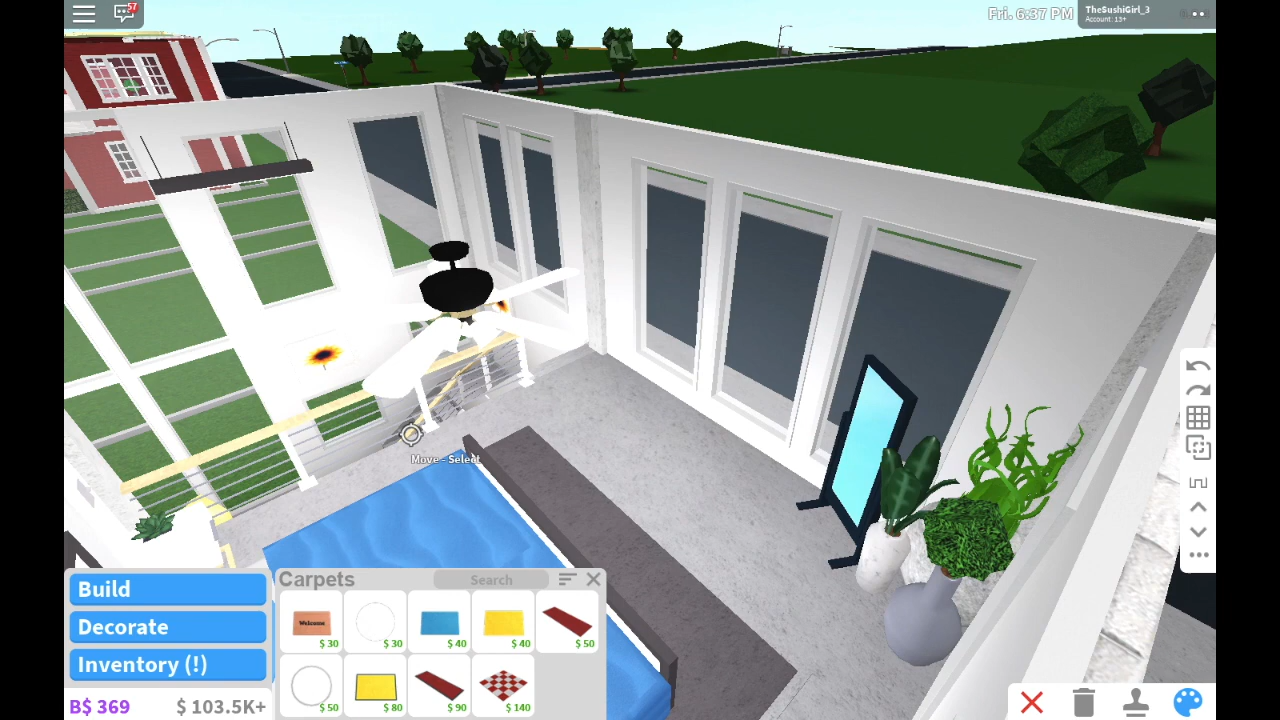 57
Fri. 6:37 PM
TheSushiGirl_3
Account: 13+
Move - Select
Build
Decorate
Inventory (!)
B$ 369
$ 103.5K+
Carpets
Search
Welcome
$ 30
$ 30
$ 40
$ 40
$ 50
$ 50
$ 80
$ 90
$ 140